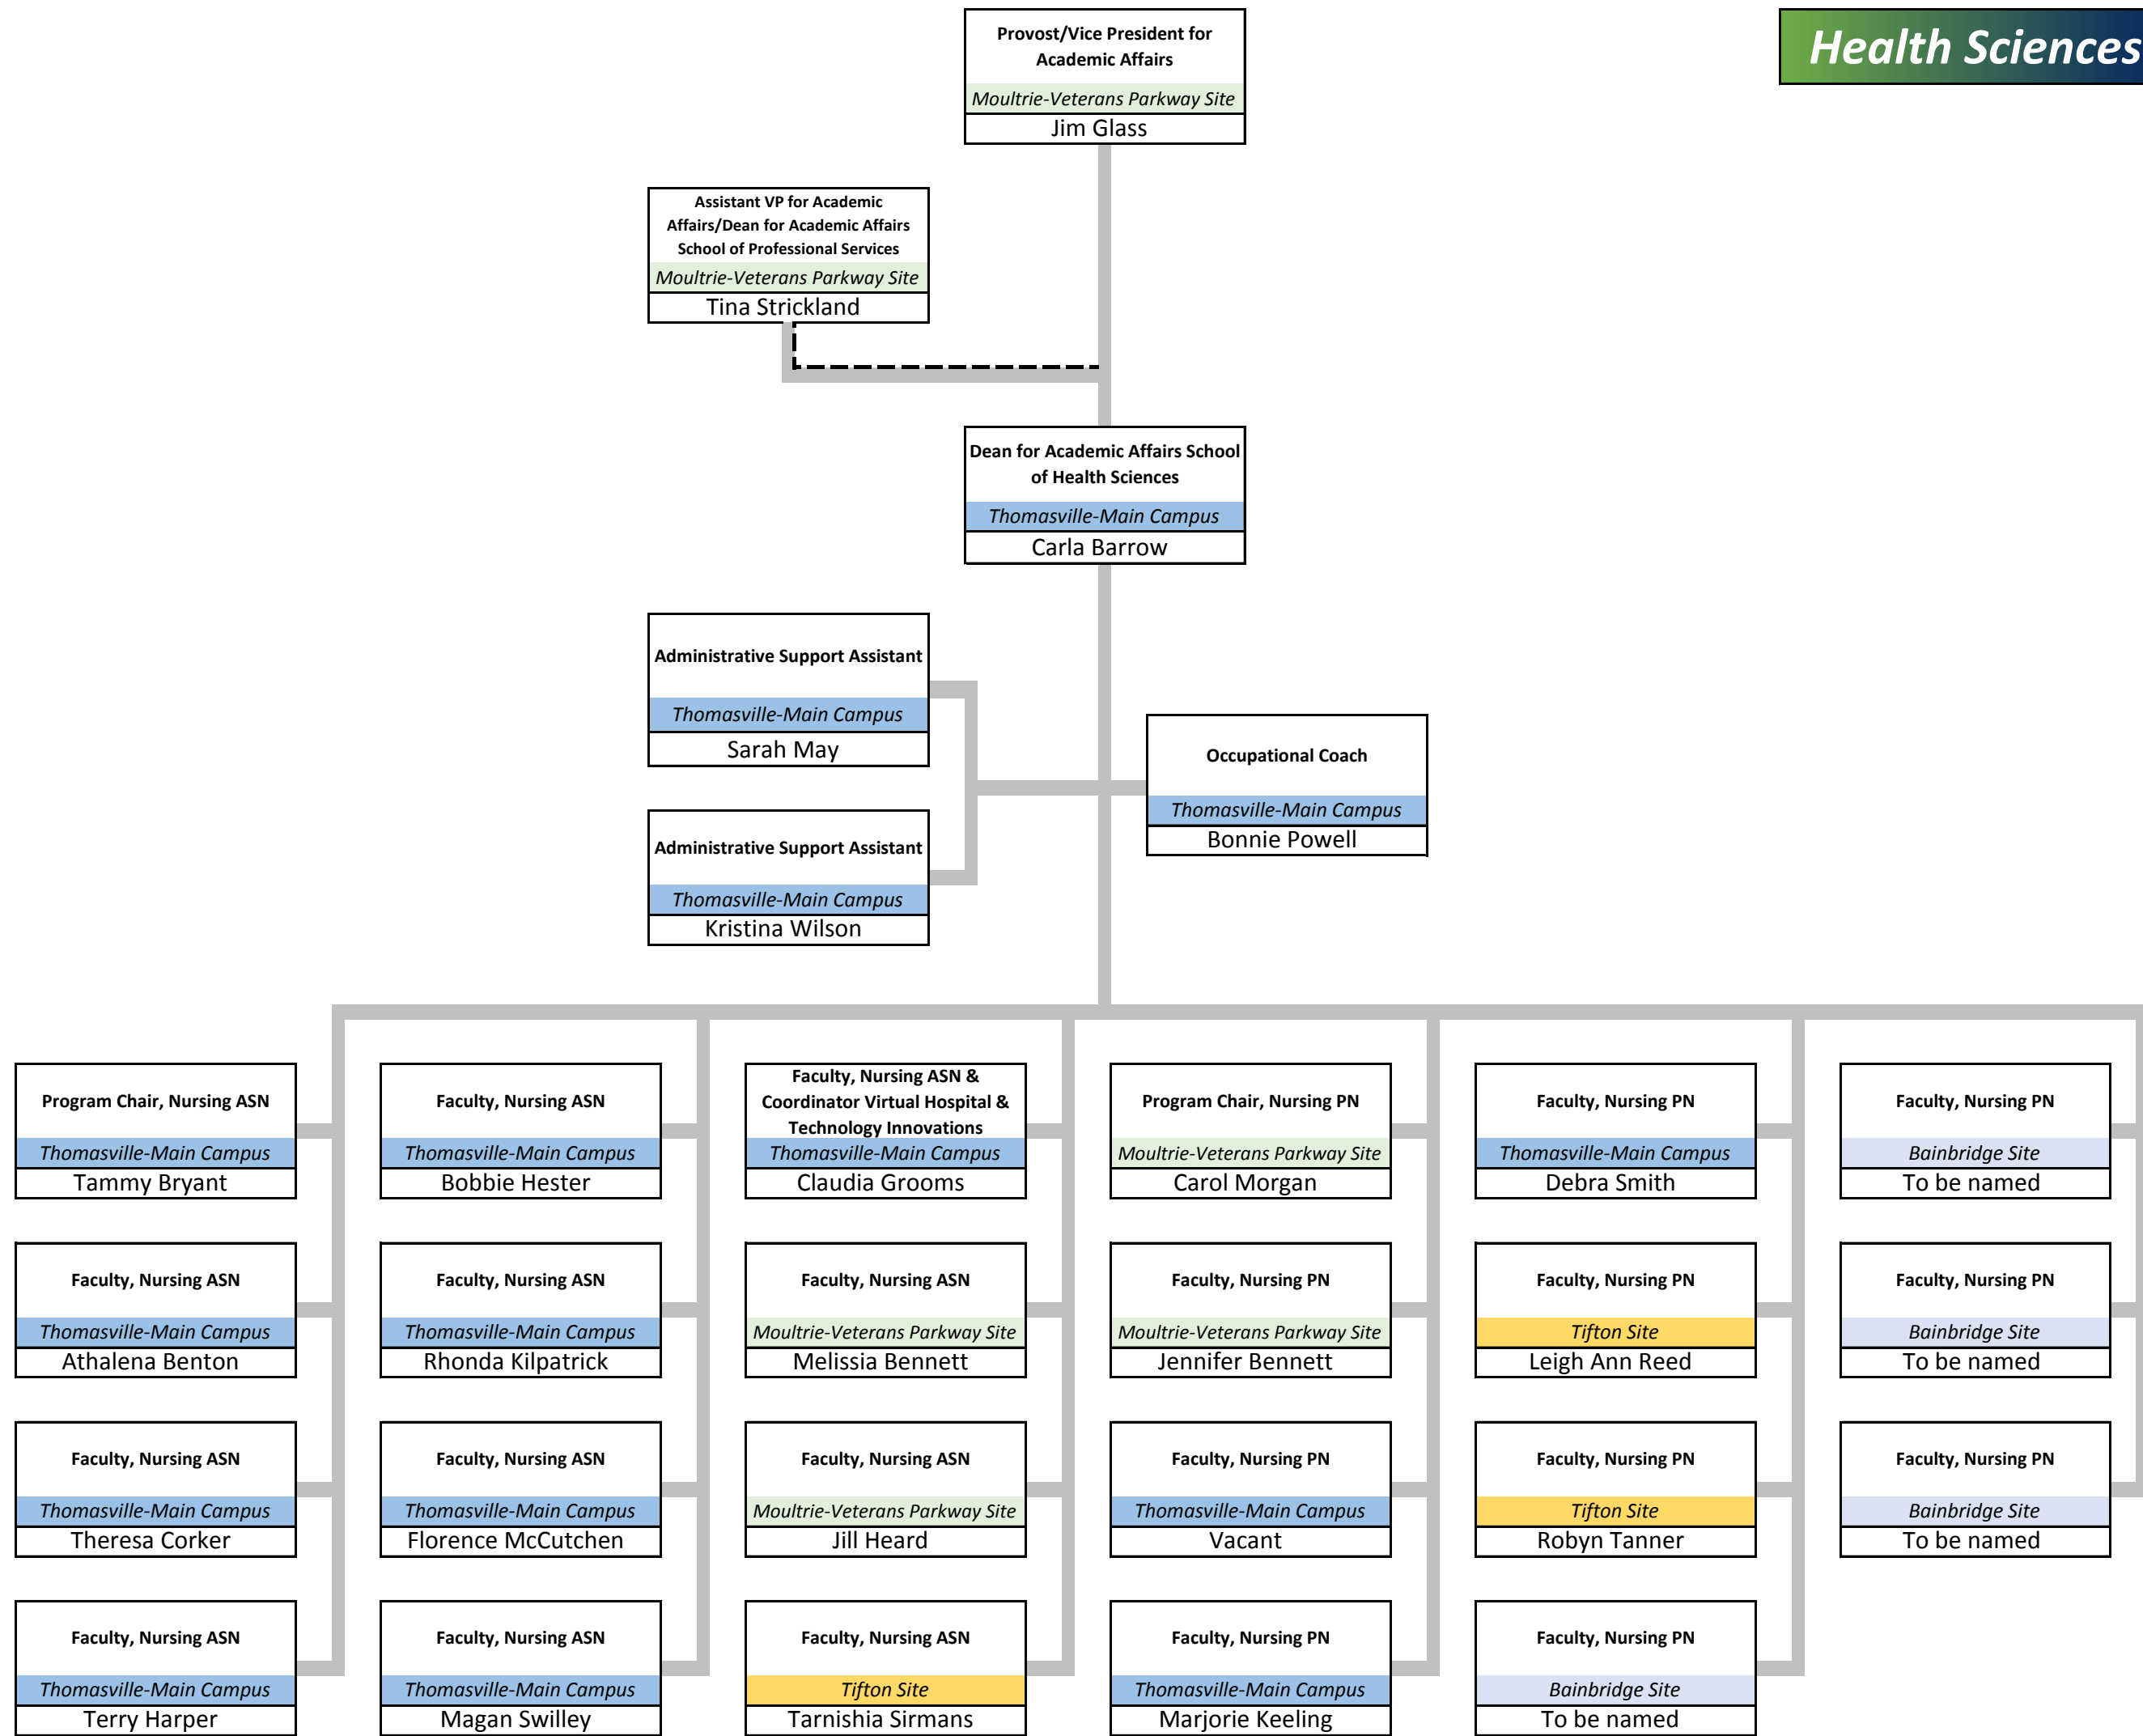 Health Sciences
Provost/Vice President for
Academic Affairs
Moultrie-Veterans Parkway Site
Jim Glass
Assistant VP for Academic
Affairs/Dean for Academic Affairs
School of Professional Services
Moultrie-Veterans Parkway Site
Tina Strickland
Dean for Academic Affairs School
of Health Sciences
Thomasville-Main Campus
Carla Barrow
Administrative Support Assistant
Thomasville-Main Campus
Sarah May
Occupational Coach
Thomasville-Main Campus
Bonnie Powell
Administrative Support Assistant
Thomasville-Main Campus
Kristina Wilson
Program Chair, Nursing ASN
Thomasville-Main Campus
Tammy Bryant
Faculty, Nursing ASN
Thomasville-Main Campus
Bobbie Hester
Faculty, Nursing ASN &
Coordinator Virtual Hospital &
Technology Innovations
Thomasville-Main Campus
Claudia Grooms
Program Chair, Nursing PN
Moultrie-Veterans Parkway Site
Carol Morgan
Faculty, Nursing PN
Thomasville-Main Campus
Debra Smith
Faculty, Nursing PN
Bainbridge Site
To be named
Faculty, Nursing ASN
Thomasville-Main Campus
Athalena Benton
Faculty, Nursing ASN
Thomasville-Main Campus
Rhonda Kilpatrick
Faculty, Nursing ASN
Moultrie-Veterans Parkway Site
Melissia Bennett
Faculty, Nursing PN
Moultrie-Veterans Parkway Site
Jennifer Bennett
Faculty, Nursing PN
Tifton Site
Leigh Ann Reed
Faculty, Nursing PN
Bainbridge Site
To be named
Faculty, Nursing ASN
Thomasville-Main Campus
Theresa Corker
Faculty, Nursing ASN
Thomasville-Main Campus
Florence McCutchen
Faculty, Nursing ASN
Moultrie-Veterans Parkway Site
Jill Heard
Faculty, Nursing PN
Thomasville-Main Campus
Vacant
Faculty, Nursing PN
Tifton Site
Robyn Tanner
Faculty, Nursing PN
Bainbridge Site
To be named
Faculty, Nursing ASN
Thomasville-Main Campus
Terry Harper
Faculty, Nursing ASN
Thomasville-Main Campus
Magan Swilley
Faculty, Nursing ASN
Tifton Site
Tarnishia Sirmans
Faculty, Nursing PN
Thomasville-Main Campus
Marjorie Keeling
Faculty, Nursing PN
Bainbridge Site
To be named